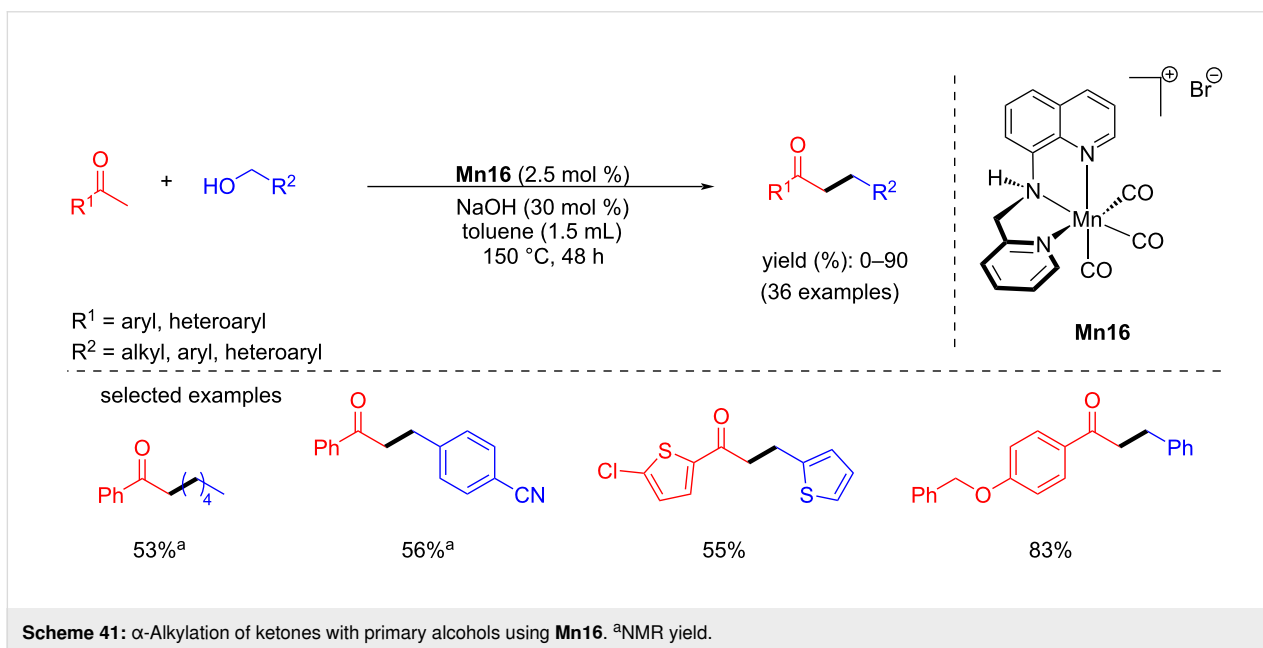 O
R1
+
HO
R2
Mn16 (2.5 mol %)
NaOH (30 mol %)
toluene (1.5 mL)
150 °C, 48 h
O
R1
R2
yield (%): 0–90
(36 examples)
+
Br−
N
H
N
Mn
CO
N
CO
CO
Mn16
R1 = aryl, heteroaryl
R2 = alkyl, aryl, heteroaryl
selected examples
O
Ph
4
53%a
O
Ph
CN
56%a
O
Cl
S
S
55%
O
Ph
Ph
O
83%
Scheme 41: α-Alkylation of ketones with primary alcohols using Mn16. aNMR yield.